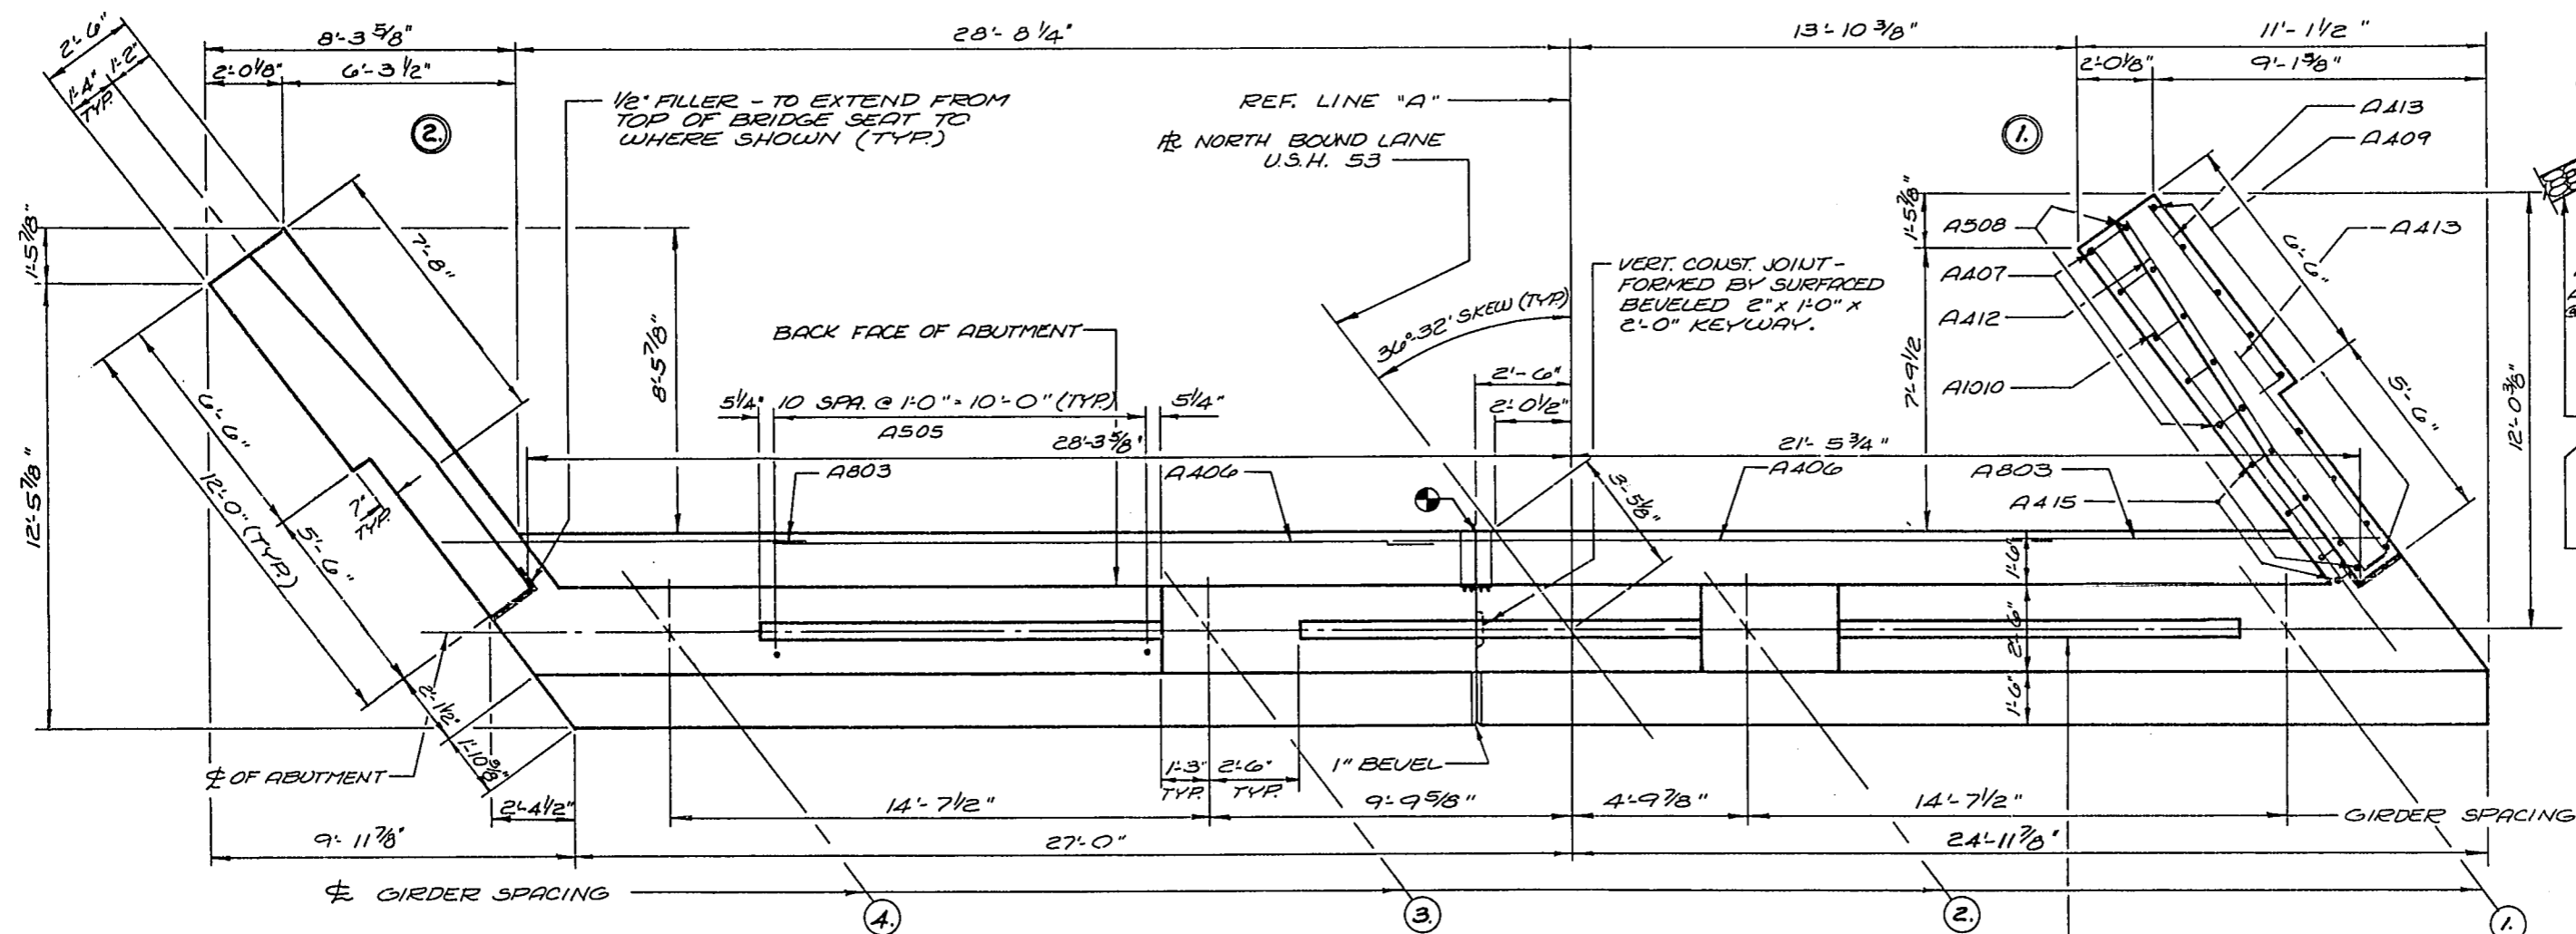 8'-3 5/8"
28'-8 1/4"
13'-10 3/8"
11'-1 1/2"
2'-6"
1'-4"
TYP.
1'-2"
2'-0 1/8"
6'-3 1/2"
2'-0 1/8"
9'-1 3/8"
2.
1/2" FILLER - TO EXTEND FROM
TOP OF BRIDGE SEAT TO
WHERE SHOWN (TYP.)
REF. LINE "A"
NORTH BOUND LANE
U.S.H. 53
1.
A413
A409
A413
A508
A407
A412
A1010
A415
1'-5 7/8"
7'-9 1/2
6'-6"
5'-6"
12'-0 3/8"
1'-5 7/8"
12'-5 7/8"
7'-8"
8'-5 7/8"
6'-6"
12'-0" (TYP.)
5'-6"
7"
TYP.
BACK FACE OF ABUTMENT
36°-32' SKEW (TYP.)
VERT. CONST. JOINT -
FORMED BY SURFACED
BEVELED 2" x 1'-0" x
2'-0" KEYWAY.
5 1/4"
10 SPA. @ 1'-0" = 10'-0" (TYP.)
5 1/4"
A505
2'-6"
2'-0 1/2"
28'-3 5/8"
21'-5 3/4"
A803
A406
3'-5 1/8"
A406
A803
1'-6"
2'-6"
1'-6"
2'-1 1/2"
℄ OF ABUTMENT
2'-4 1/2"
1'-3"
TYP.
2'-6"
TYP.
1" BEVEL
14'-7 1/2"
9'-9 5/8"
4'-9 7/8"
14'-7 1/2"
GIRDER SPACING
9'-11 7/8"
27'-0"
24'-11 7/8"
℄ GIRDER SPACING
4.
3.
2.
1.